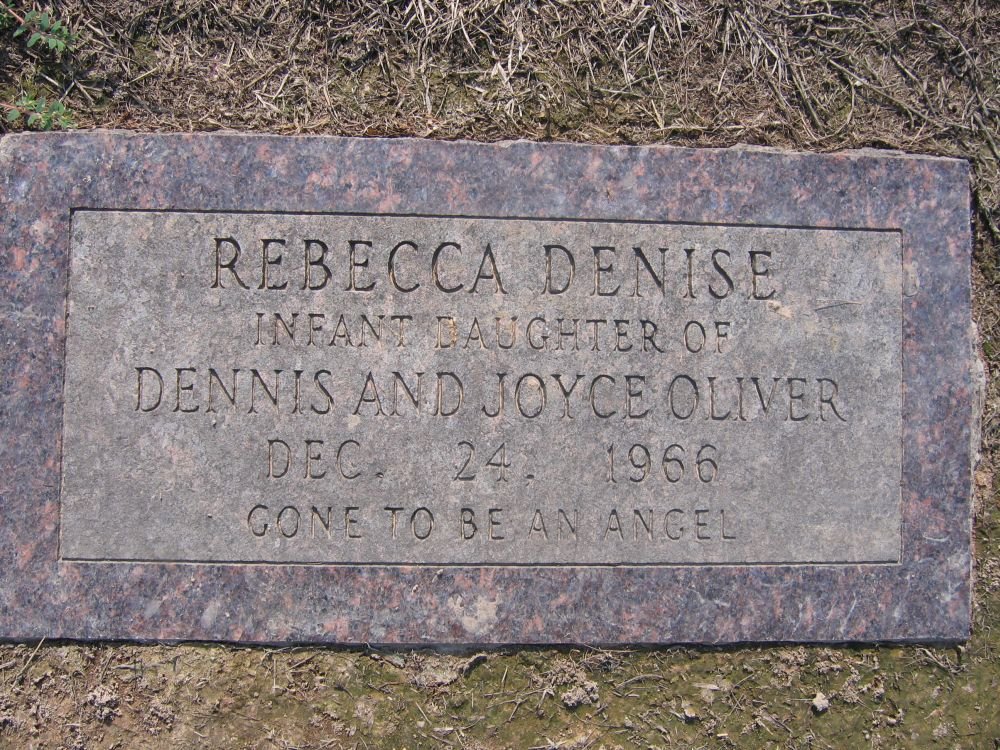 REBECCA DENISE
INFANT DAUGHTER OF
DENNIS AND JOYCE OLIVER
DEC. 24. 1966
GONE TO BE AN ANGEL